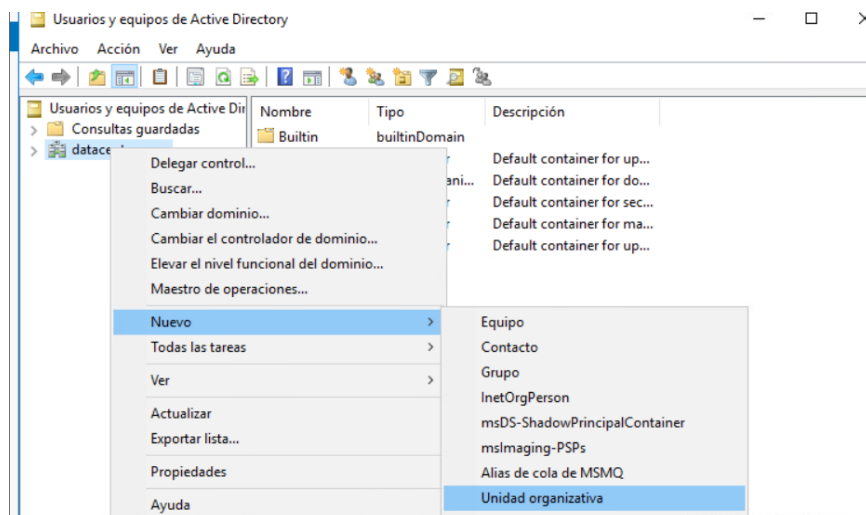 Usuarios y equipos de Active Directory
Archivo Acción Ver Ayuda
Usuarios y equipos de Active Dir
Consultas guardadas
Nombre Tipo Descripción
Builtin builtinDomain
Default container for up...
Default container for do...
Default container for sec...
Default container for ma...
Default container for up...
Delegar control...
Buscar...
Cambiar dominio...
Cambiar el controlador de dominio...
Elevar el nivel funcional del dominio...
Maestro de operaciones...
Nuevo
Todas las tareas
Ver
Actualizar
Exportar lista...
Propiedades
Ayuda
Equipo
Contacto
Grupo
InetOrgPerson
msDS-ShadowPrincipalContainer
msImaging-PSPs
Alias de cola de MSMQ
Unidad organizativa